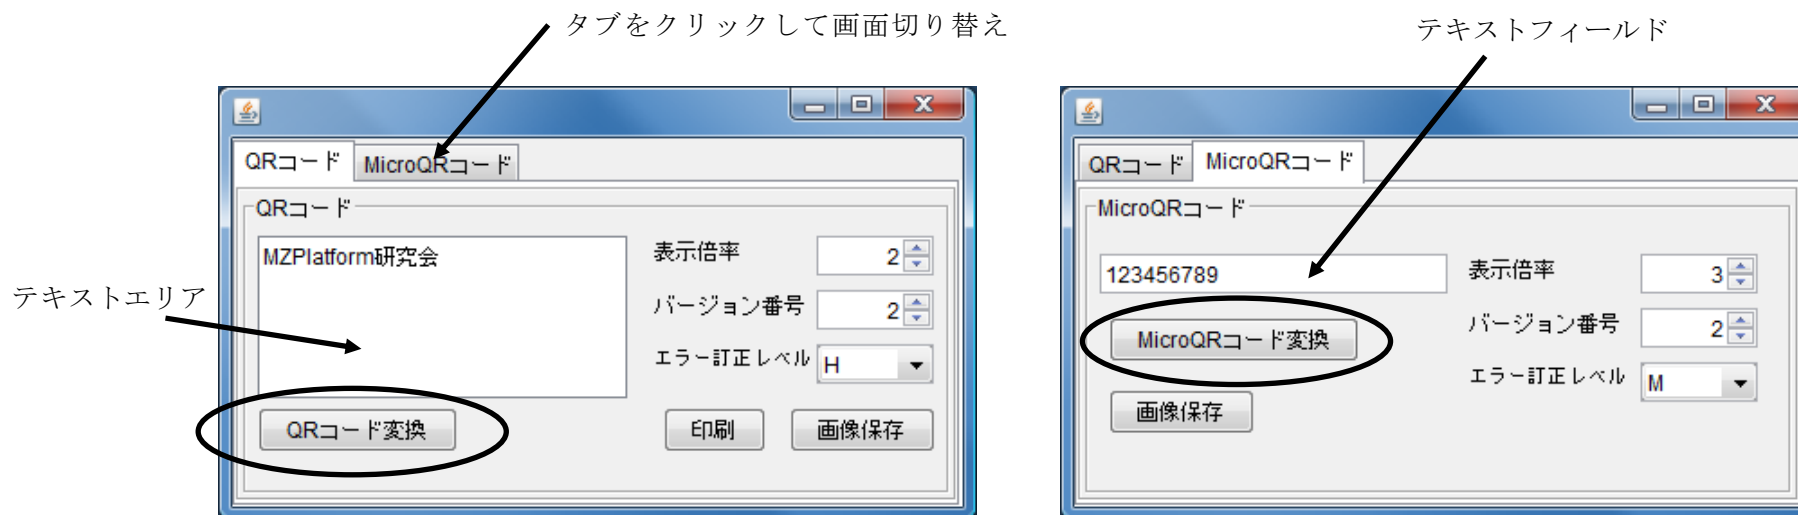 タブをクリックして画面切り替え
テキストフィールド
QRコード MicroQRコード
QRコード
MZPlatform研究会
表示倍率 2
バージョン番号 2
エラー訂正レベル H
テキストエリア
QRコード変換 印刷 画像保存
QRコード MicroQRコード
MicroQRコード
123456789
表示倍率 3
MicroQRコード変換
バージョン番号 2
エラー訂正レベル M
画像保存